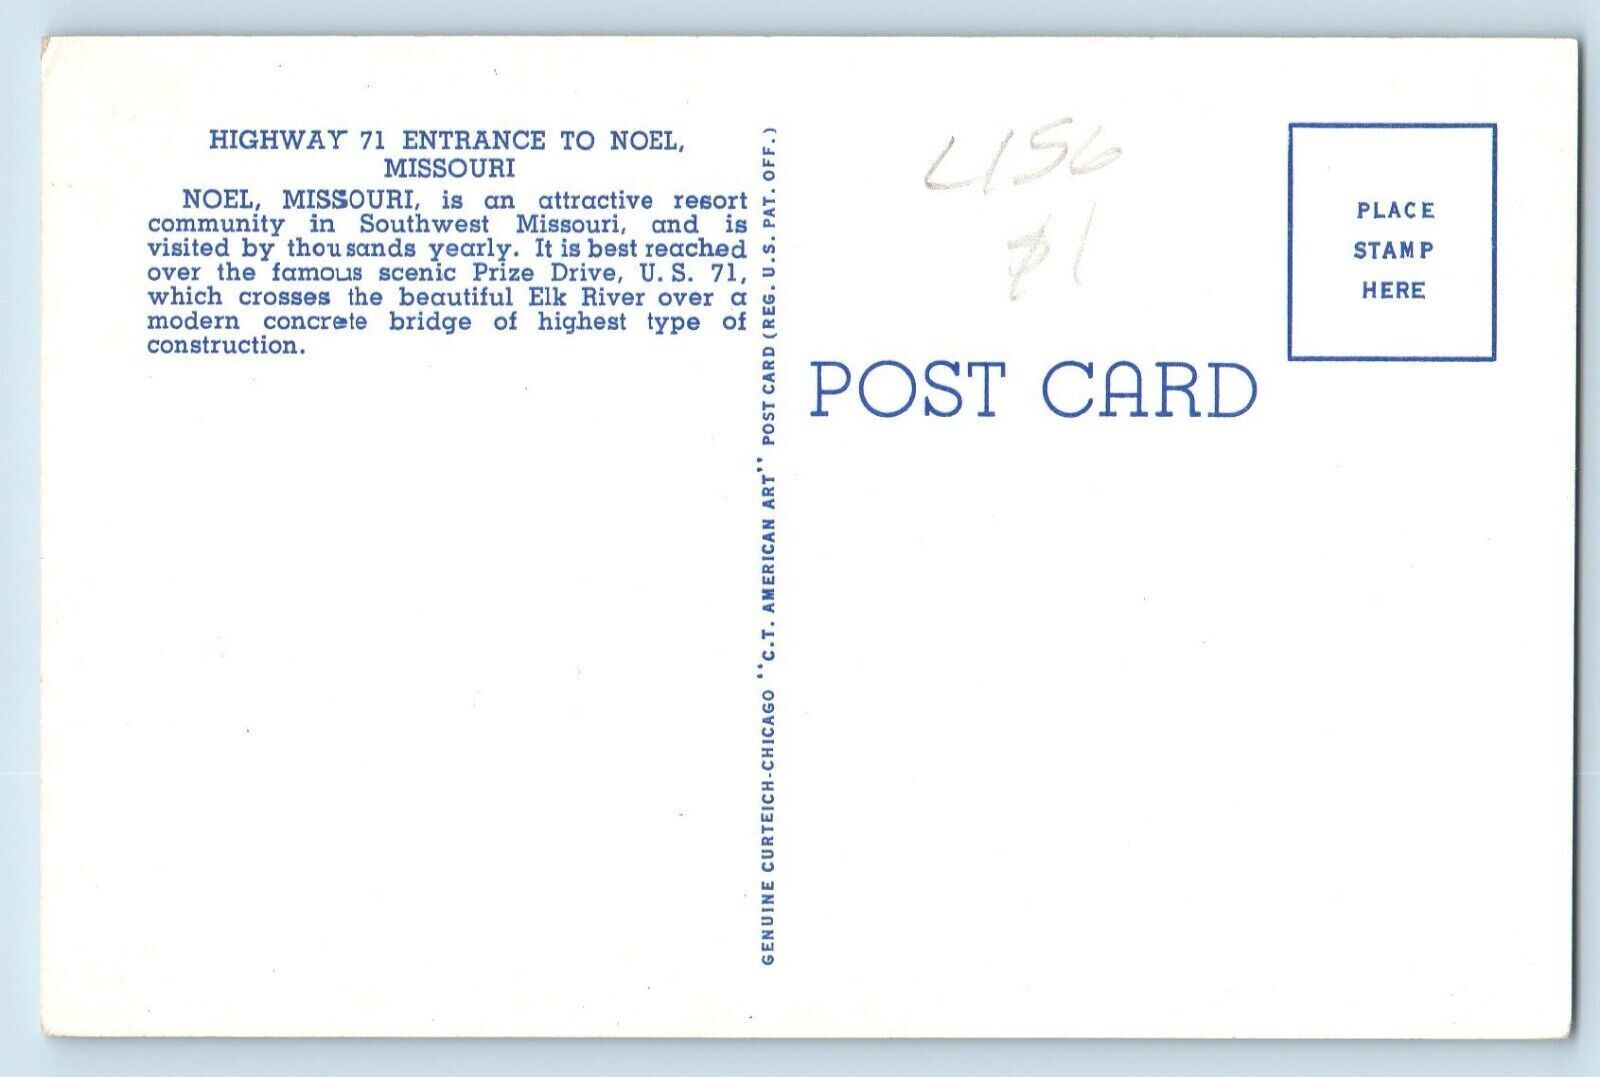 HIGHWAY 71 ENTRANCE TO NOEL,
MISSOURI
NOEL, MISSOURI, is an attractive resort
community in Southwest Missouri, and is
visited by thousands yearly. It is best reached
over the famous scenic Prize Drive, U. S. 71,
which crosses the beautiful Elk River over a
modern concrete bridge of highest type of
construction.
GENUINE CURTEICH-CHICAGO "C.T. AMERICAN ART" POST CARD (REG. U.S. PAT. OFF.)
POST CARD
PLACE
STAMP
HERE